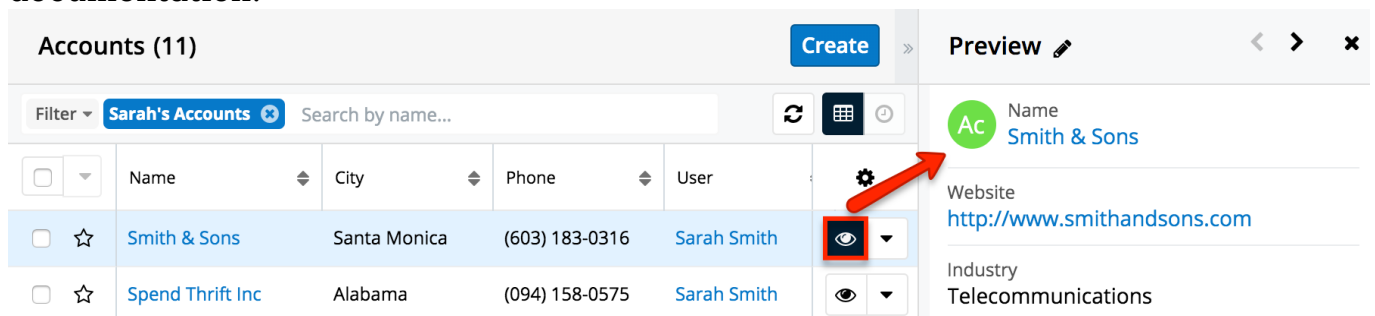 Accounts (11) Create » Preview
Filter Sarah's Accounts Search by name...
Ac Name
Smith & Sons
Name City Phone User
Website
http://www.smithandsons.com
Smith & Sons Santa Monica (603) 183-0316 Sarah Smith
Industry
Telecommunications
Spend Thrift Inc Alabama (094) 158-0575 Sarah Smith